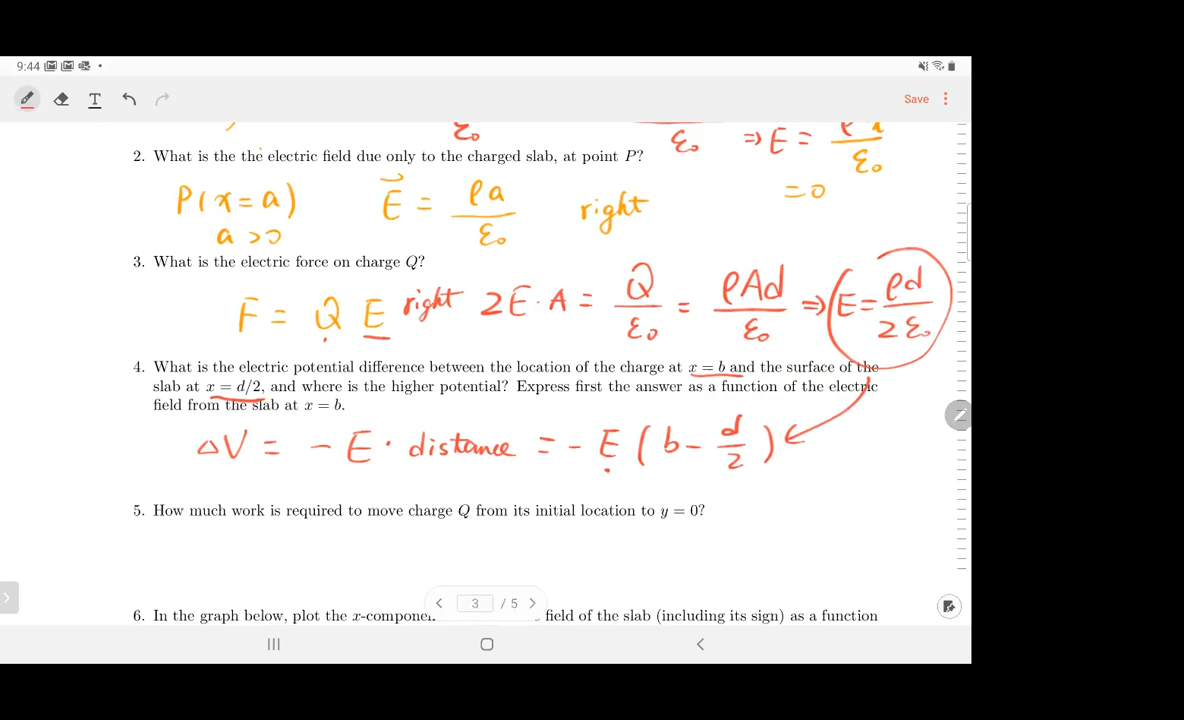 9:44
Save
ε₀ ε₀ ⇒ E = ρx / ε₀
2. What is the the electric field due only to the charged slab, at point P?
= 0
P(x = a) E⃗ = ρa / ε₀ right
a > 0
3. What is the electric force on charge Q?
F = Q E right 2E · A = Q / ε₀ = ρAd / ε₀ ⇒ E = ρd / 2ε₀
4. What is the electric potential difference between the location of the charge at x = b and the surface of the
slab at x = d/2, and where is the higher potential? Express first the answer as a function of the electric
field from the slab at x = b.
ΔV = − E · distance = − E (b − d/2)
5. How much work is required to move charge Q from its initial location to y = 0?
3 / 5
6. In the graph below, plot the x-componen field of the slab (including its sign) as a function